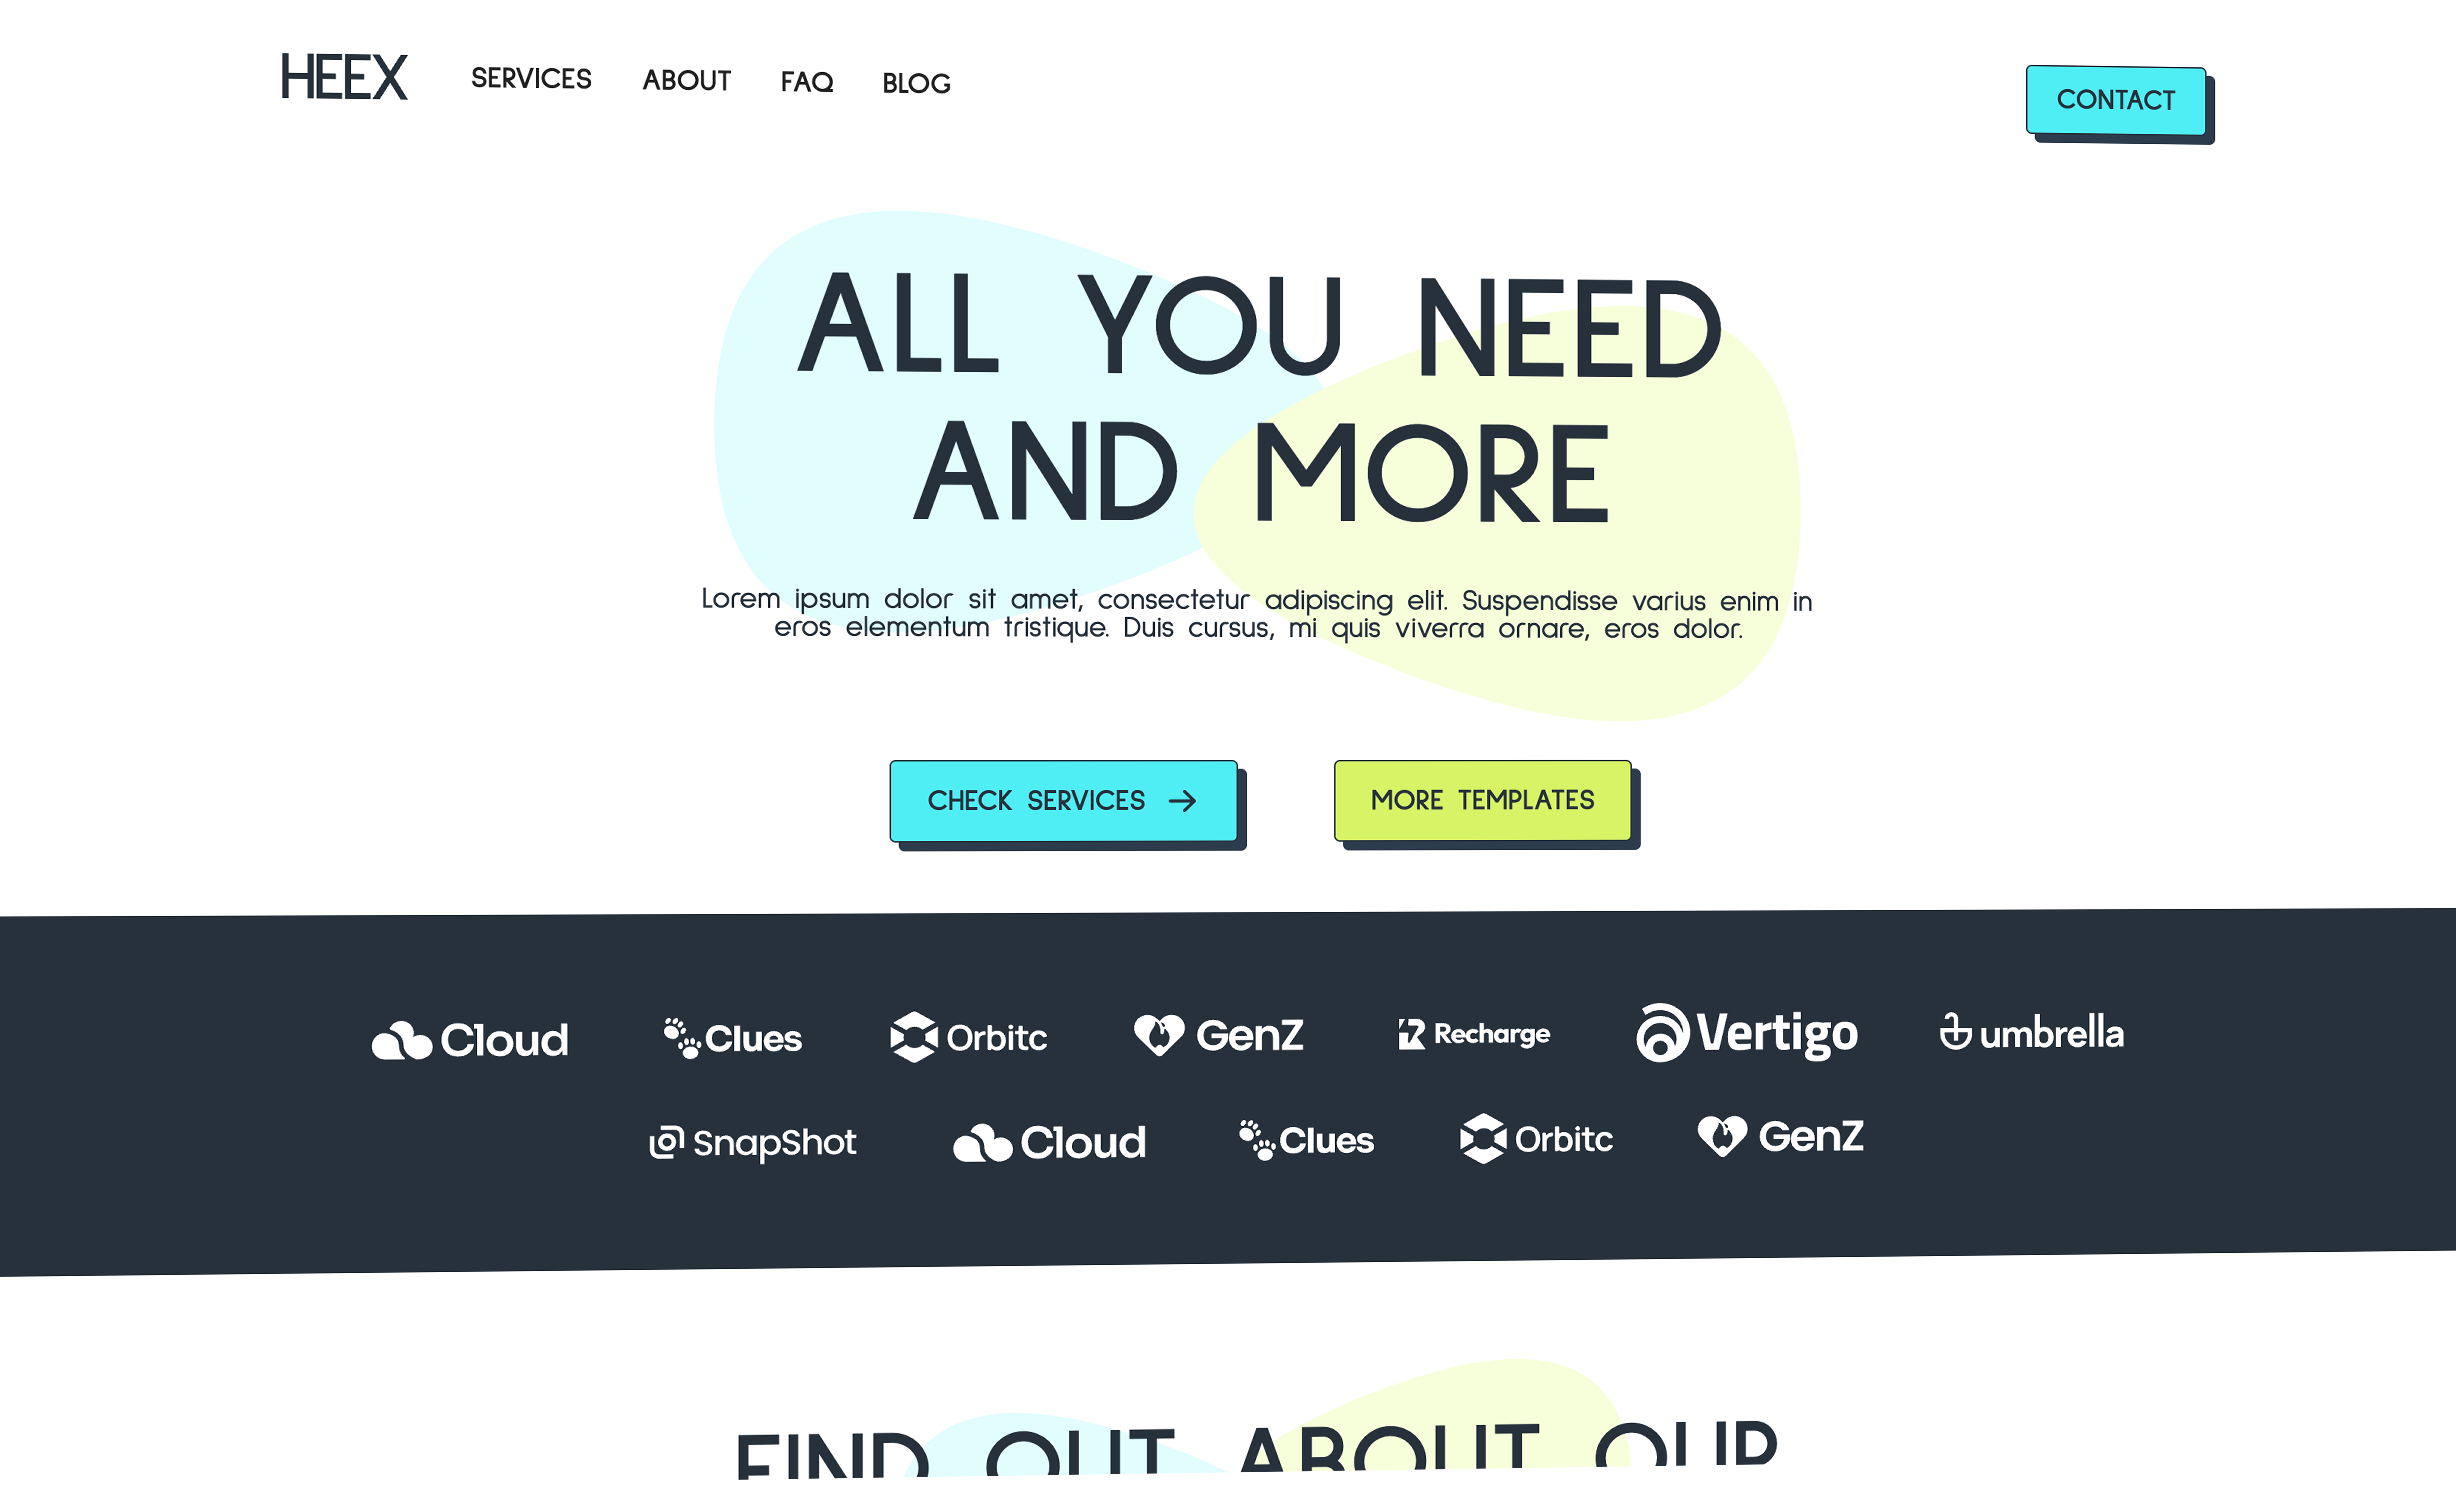 HEEX SERVICES ABOUT FAQ BLOG CONTACT
ALL YOU NEED
AND MORE
Lorem ipsum dolor sit amet, consectetur adipiscing elit. Suspendisse varius enim in
eros elementum tristique. Duis cursus, mi quis viverra ornare, eros dolor.
CHECK SERVICES MORE TEMPLATES
Cloud Clues Orbitc GenZ Recharge Vertigo umbrella
SnapShot Cloud Clues Orbitc GenZ
FIND OUT ABOUT OUR